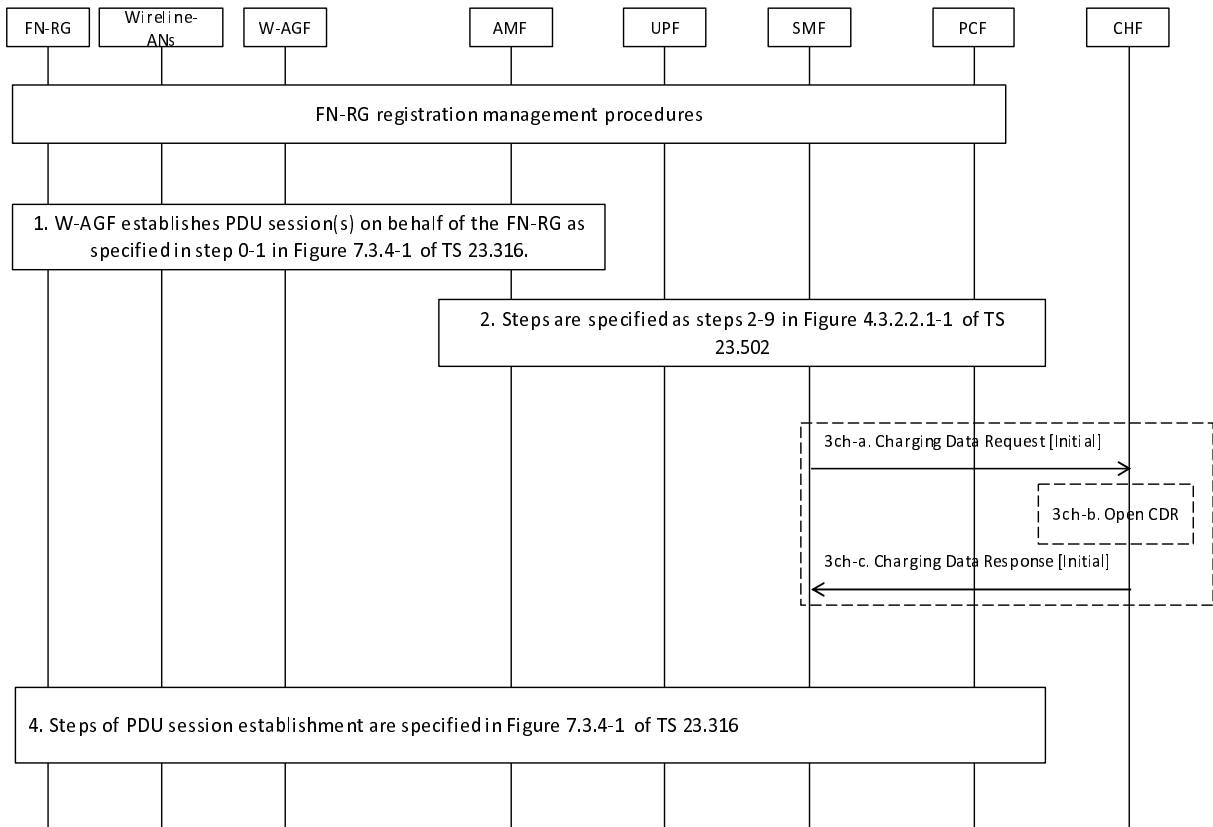 FN-RG
Wireline-
ANs
W-AGF
AMF
UPF
SMF
PCF
CHF
FN-RG registration management procedures
1. W-AGF establishes PDU session(s) on behalf of the FN-RG as
specified in step 0-1 in Figure 7.3.4-1 of TS 23.316.
2. Steps are specified as steps 2-9 in Figure 4.3.2.2.1-1 of TS
23.502
3ch-a. Charging Data Request [Initial]
3ch-b. Open CDR
3ch-c. Charging Data Response [Initial]
4. Steps of PDU session establishment are specified in Figure 7.3.4-1 of TS 23.316